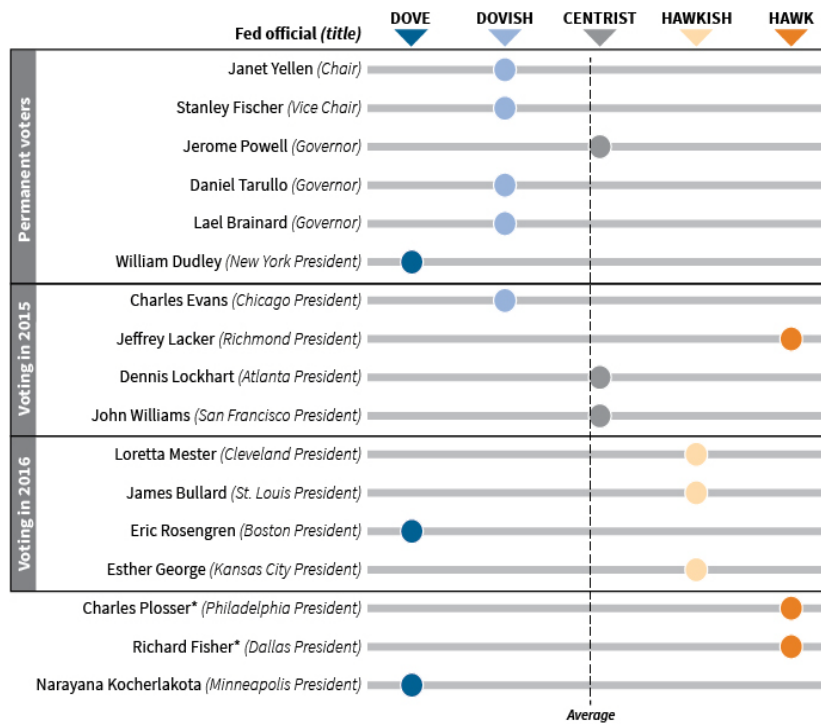 DOVE DOVISH CENTRIST HAWKISH HAWK
Fed official (title)
Permanent voters
Janet Yellen (Chair)
Stanley Fischer (Vice Chair)
Jerome Powell (Governor)
Daniel Tarullo (Governor)
Lael Brainard (Governor)
William Dudley (New York President)
Voting in 2015
Charles Evans (Chicago President)
Jeffrey Lacker (Richmond President)
Dennis Lockhart (Atlanta President)
John Williams (San Francisco President)
Voting in 2016
Loretta Mester (Cleveland President)
James Bullard (St. Louis President)
Eric Rosengren (Boston President)
Esther George (Kansas City President)
Charles Plosser* (Philadelphia President)
Richard Fisher* (Dallas President)
Narayana Kocherlakota (Minneapolis President)
Average